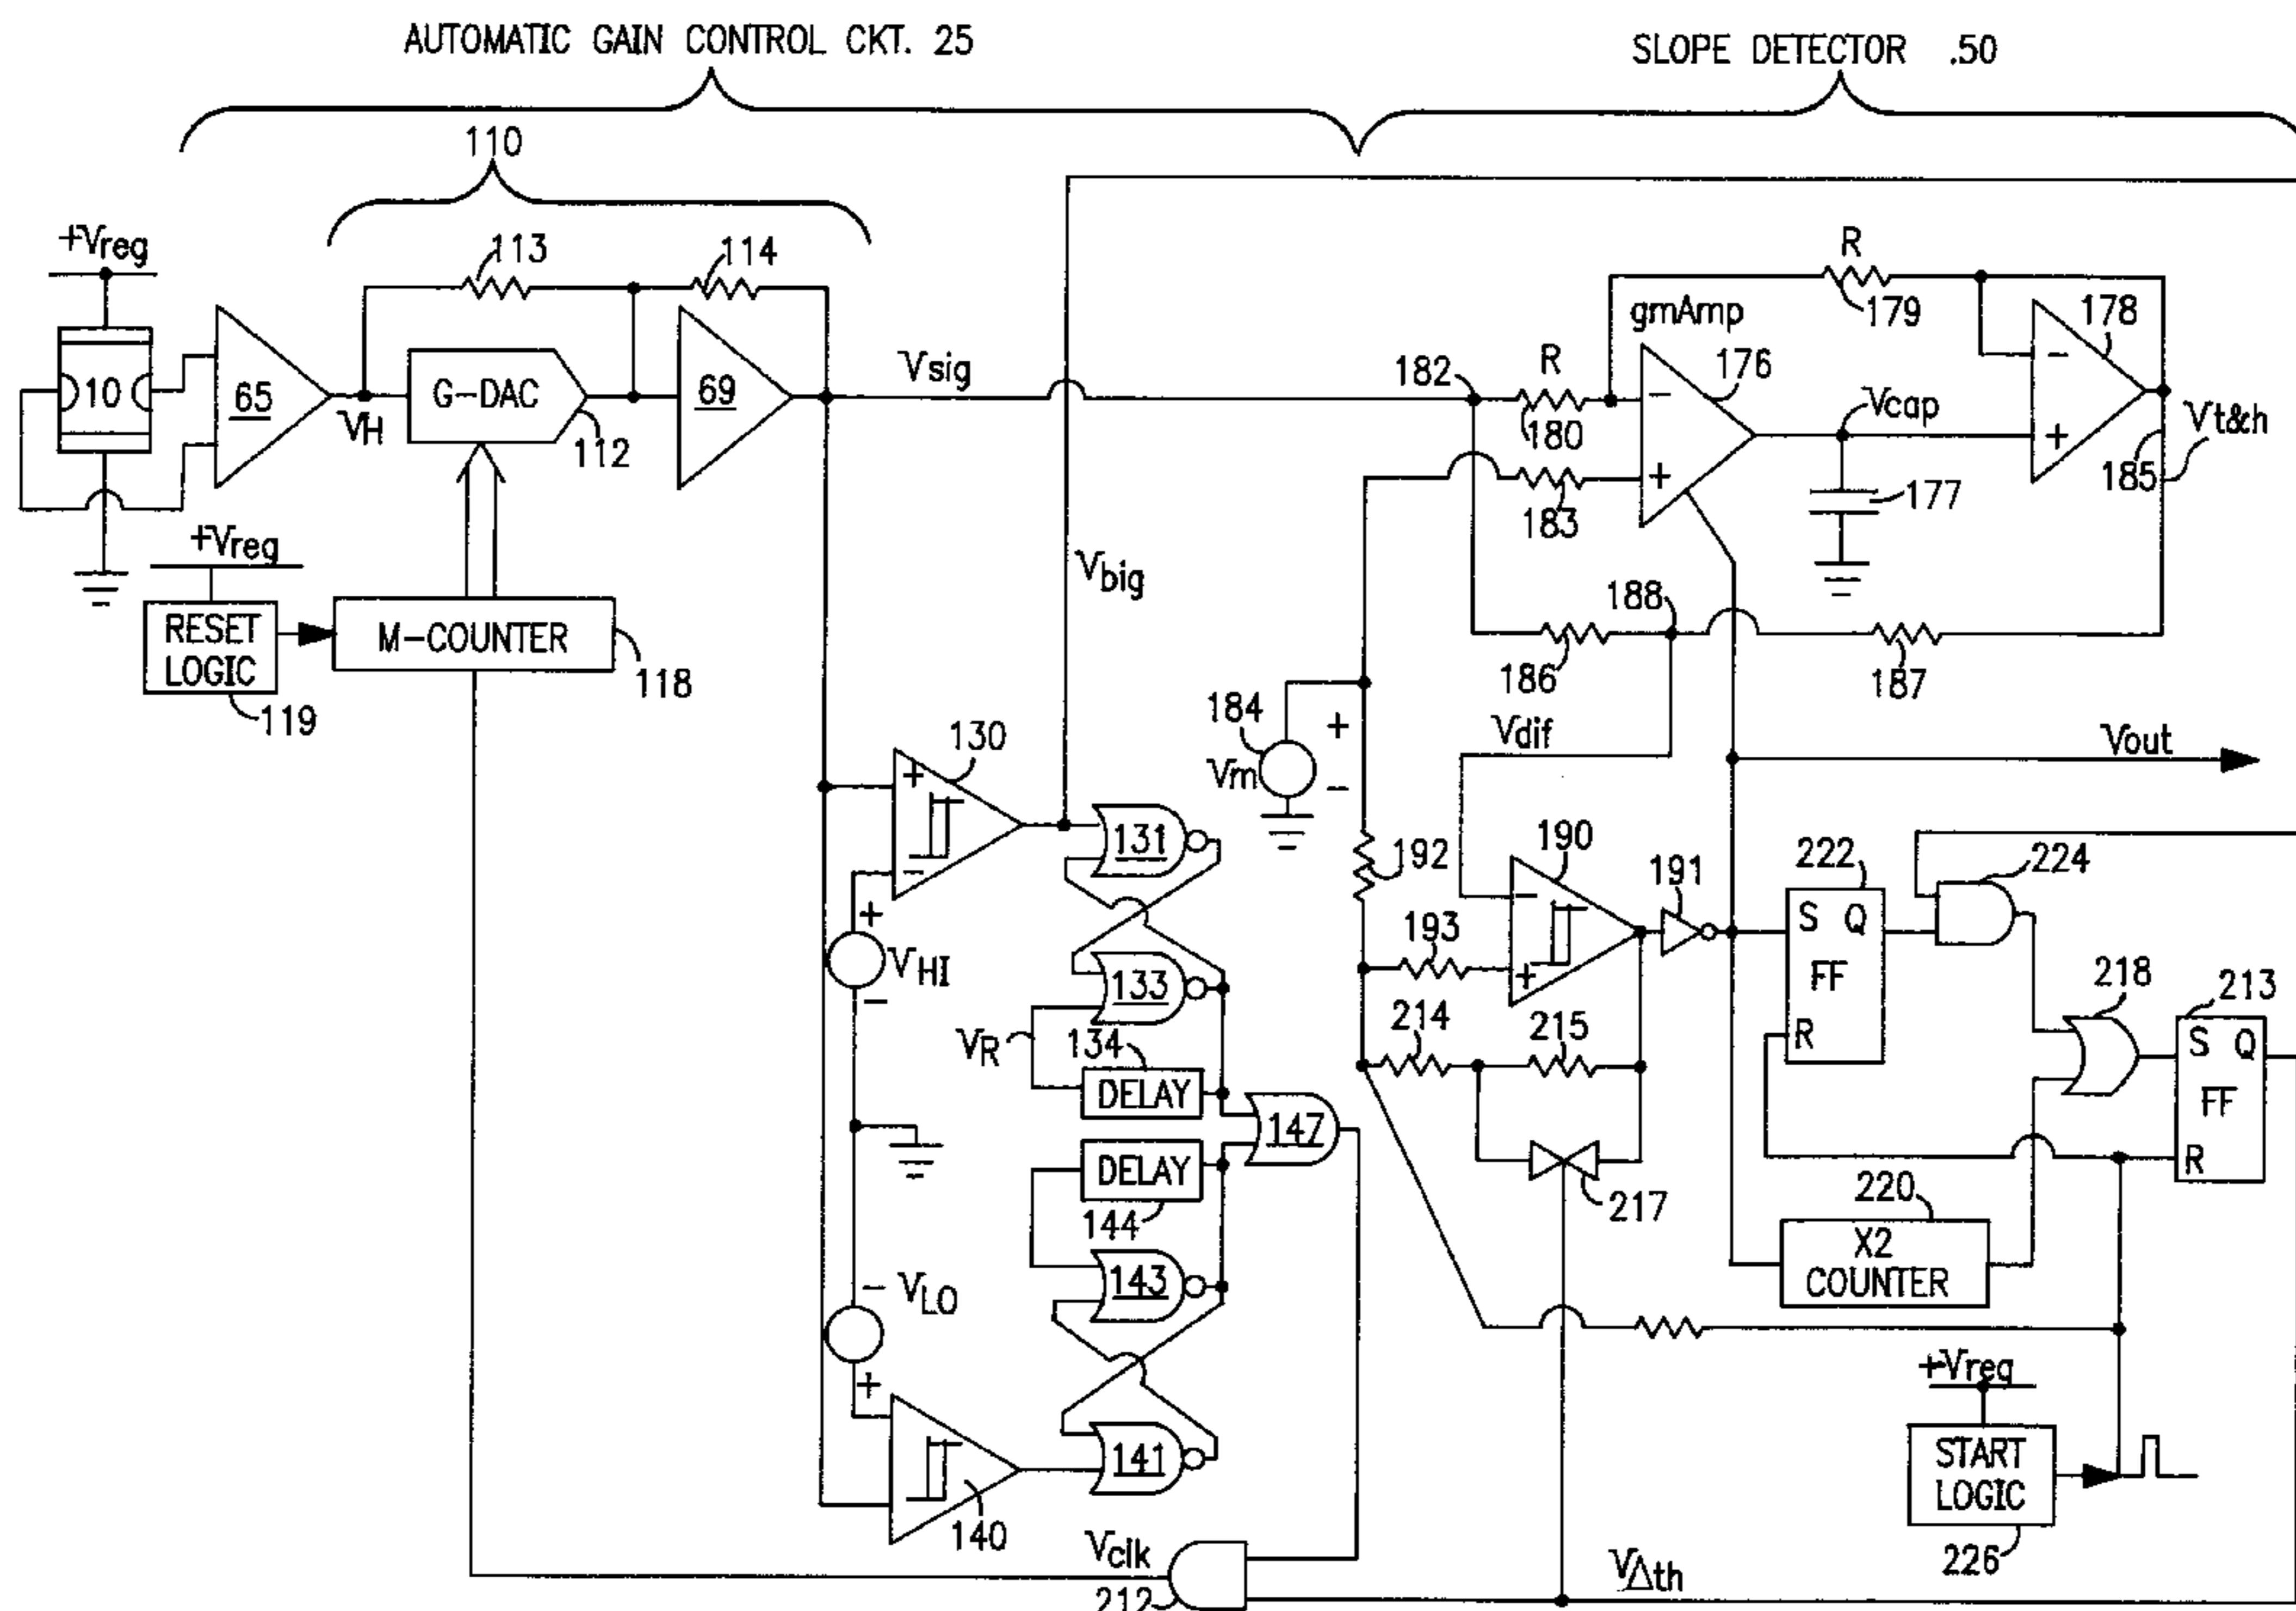 AUTOMATIC GAIN CONTROL CKT. 25
SLOPE DETECTOR .50
110
+Vreg
113
114
R
179
178
gmAmp
176
Vsig
182
R
180
10
65
VH
G-DAC
112
69
Vcap
Vt&h
185
183
177
+Vreg
Vbig
RESET
LOGIC
119
M-COUNTER
118
188
186
187
184
Vm
+
-
Vdif
Vout
130
+
-
131
192
190
191
222
224
+
VHI
-
133
193
-
+
S Q
FF
R
218
213
VR
134
DELAY
214
215
S Q
FF
R
147
DELAY
144
217
220
X2
COUNTER
143
- VLO
+
+Vreg
141
140
START
LOGIC
226
Vclk
212
VΔth